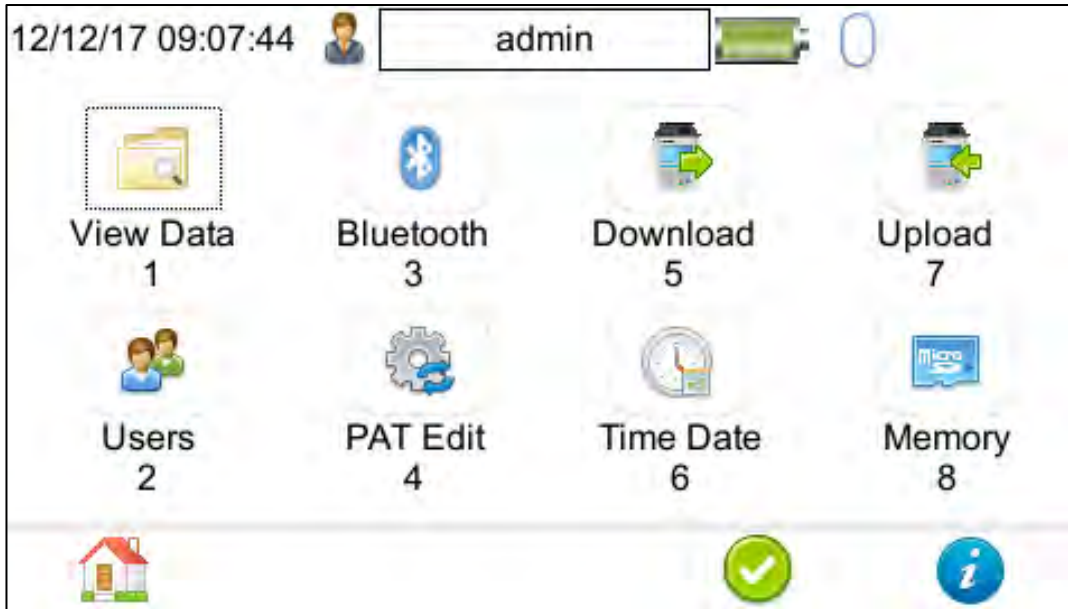 12/12/17 09:07:44 admin
View Data Bluetooth Download Upload
1 3 5 7
Micro
Users PAT Edit Time Date Memory
2 4 6 8
i